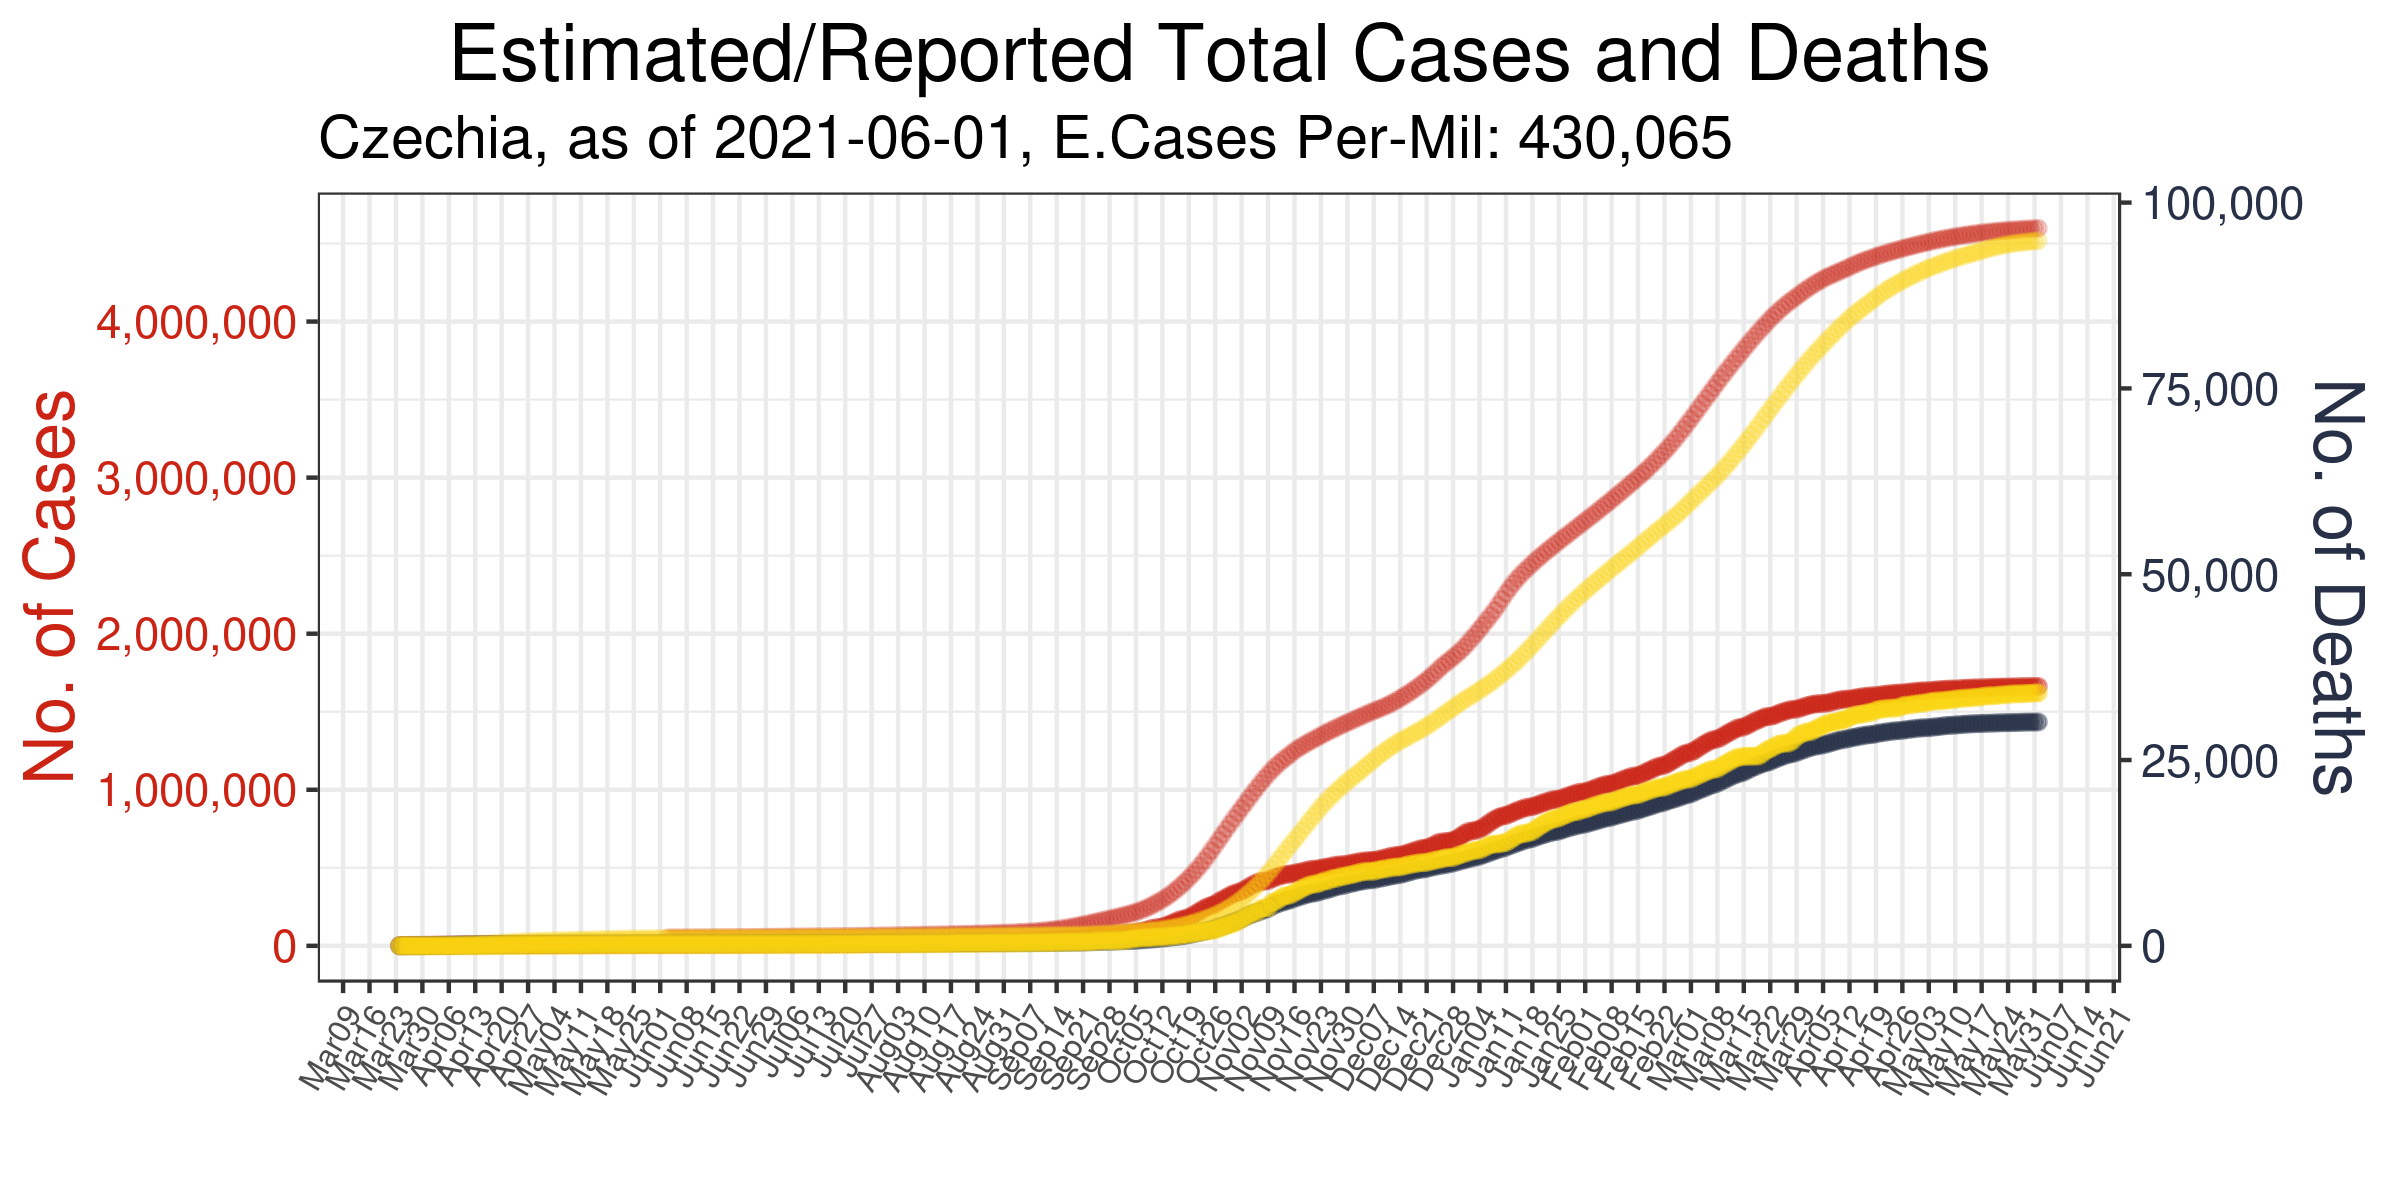 Estimated/Reported Total Cases and Deaths
Czechia, as of 2021-06-01, E.Cases Per-Mil: 430,065
No. of Cases
4,000,000
3,000,000
2,000,000
1,000,000
0
100,000
75,000
50,000
25,000
0
No. of Deaths
Mar09
Mar16
Mar23
Mar30
Apr06
Apr13
Apr20
Apr27
May04
May11
May18
May25
Jun01
Jun08
Jun15
Jun22
Jun29
Jul06
Jul13
Jul20
Jul27
Aug03
Aug10
Aug17
Aug24
Aug31
Sep07
Sep14
Sep21
Sep28
Oct05
Oct12
Oct19
Oct26
Nov02
Nov09
Nov16
Nov23
Nov30
Dec07
Dec14
Dec21
Dec28
Jan04
Jan11
Jan18
Jan25
Feb01
Feb08
Feb15
Feb22
Mar01
Mar08
Mar15
Mar22
Mar29
Apr05
Apr12
Apr19
Apr26
May03
May10
May17
May24
May31
Jun07
Jun14
Jun21